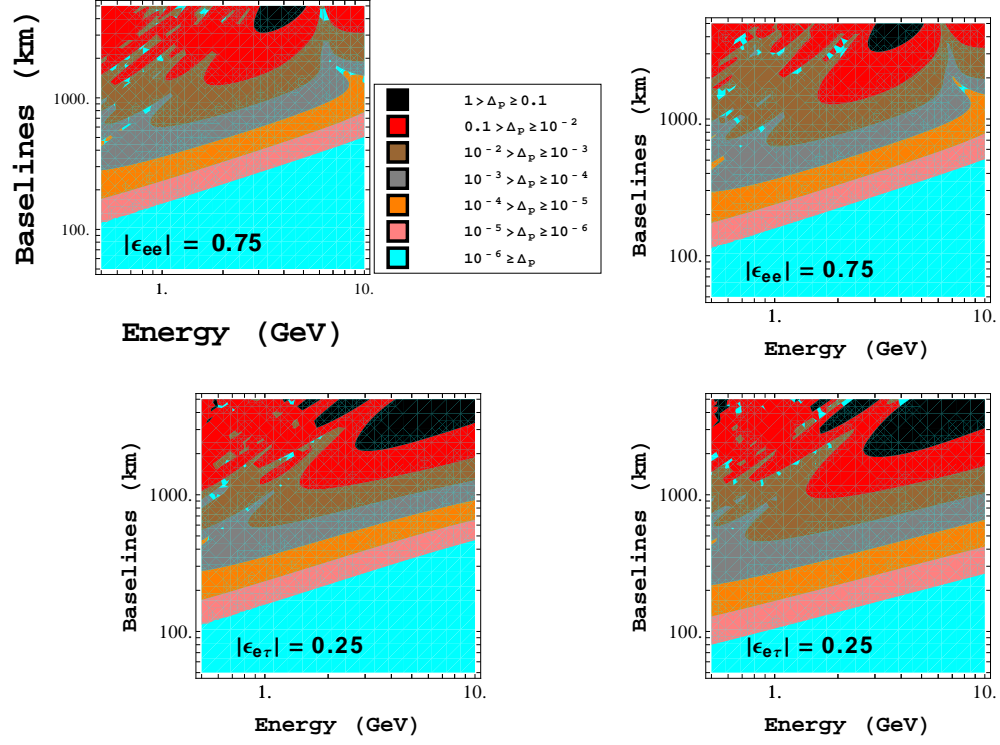 Baselines (km)
1000.
100.
|ϵee| = 0.75
1.
10.
Energy (GeV)
1 > ΔP ≥ 0.1
0.1 > ΔP ≥ 10-2
10-2 > ΔP ≥ 10-3
10-3 > ΔP ≥ 10-4
10-4 > ΔP ≥ 10-5
10-5 > ΔP ≥ 10-6
10-6 ≥ ΔP
Baselines (km)
1000.
100.
|ϵee| = 0.75
1.
10.
Energy (GeV)
Baselines (km)
1000.
100.
|ϵeτ| = 0.25
1.
10.
Energy (GeV)
Baselines (km)
1000.
100.
|ϵeτ| = 0.25
1.
10.
Energy (GeV)